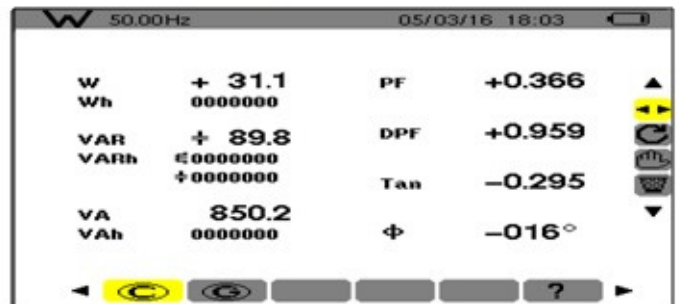 W 50.00Hz 05/03/16 18:03
W + 31.1 PF +0.366
Wh 0000000
VAR ÷ 89.8 DPF +0.959
VARh 0000000
÷0000000 Tan −0.295
VA 850.2
VAh 0000000 Φ −016°
C G ?